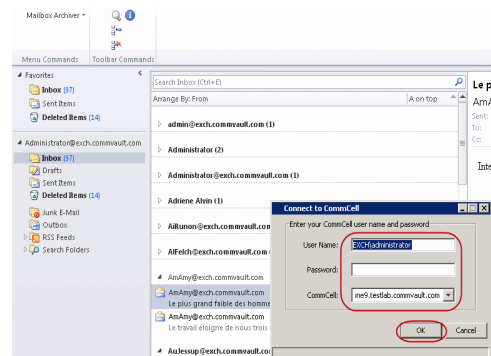 Mailbox Archiver
Menu Commands
Toolbar Commands
Favorites
Inbox (97)
Sent Items
Deleted Items (14)
Administrator@exch.commvault.com
Inbox (97)
Drafts
Sent Items
Deleted Items (14)
Junk E-Mail
Outbox
RSS Feeds
Search Folders
Search Inbox (Ctrl+E)
Arrange By: From
A on top
admin@exch.commvault.com (1)
Administrator (2)
Administrator@exch.commvault.com (1)
Adriene Alvin (1)
AiRunon@exch.commvault.com
AlFelch@exch.commvault.com
AmAmy@exch.commvault.com
AmAmy@exch.commvault.com
Le plus grand faible des homme
AmAmy@exch.commvault.com
Le travail éloigne de nous trois
AuJessup@exch.commvault.co
Le p
AmA
Sent:
To:
Cc:
Inte
Connect to CommCell
Enter your CommCell user name and password
User Name: EXCH\administrator
Password:
CommCell: me9.testlab.commvault.com
OK
Cancel